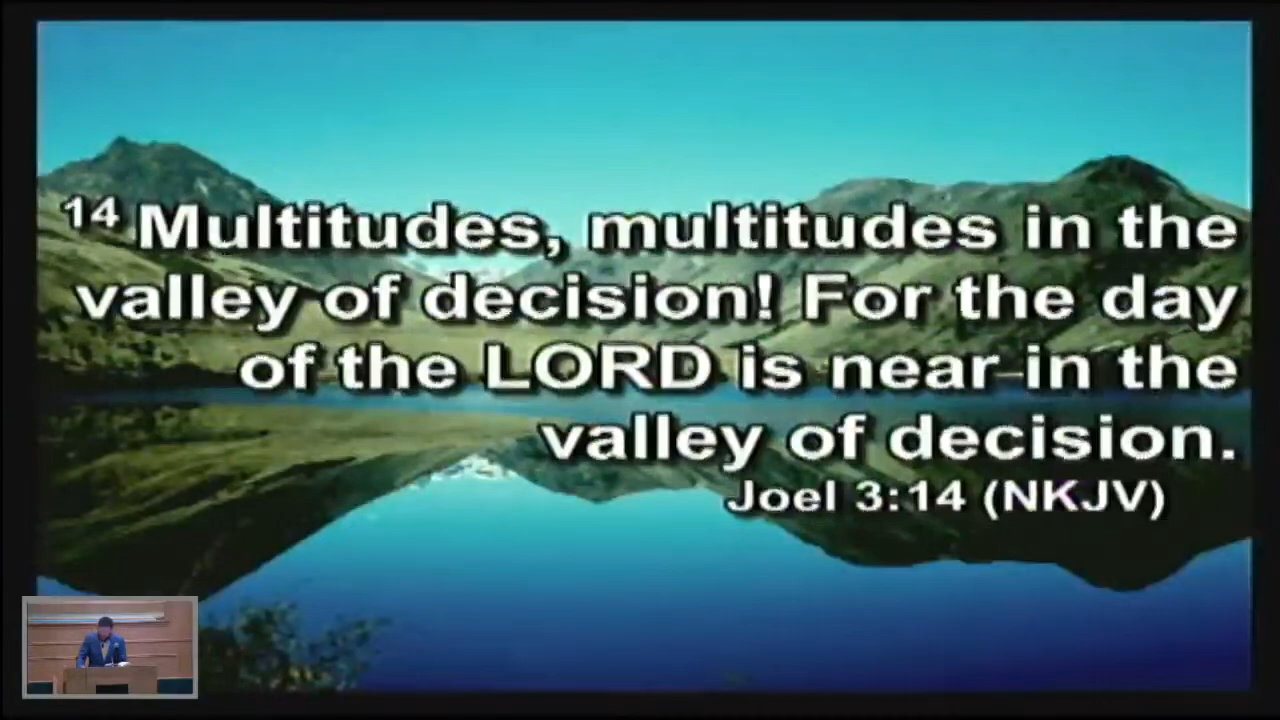 14 Multitudes, multitudes in the
valley of decision! For the day
of the LORD is near in the
valley of decision.
Joel 3:14 (NKJV)